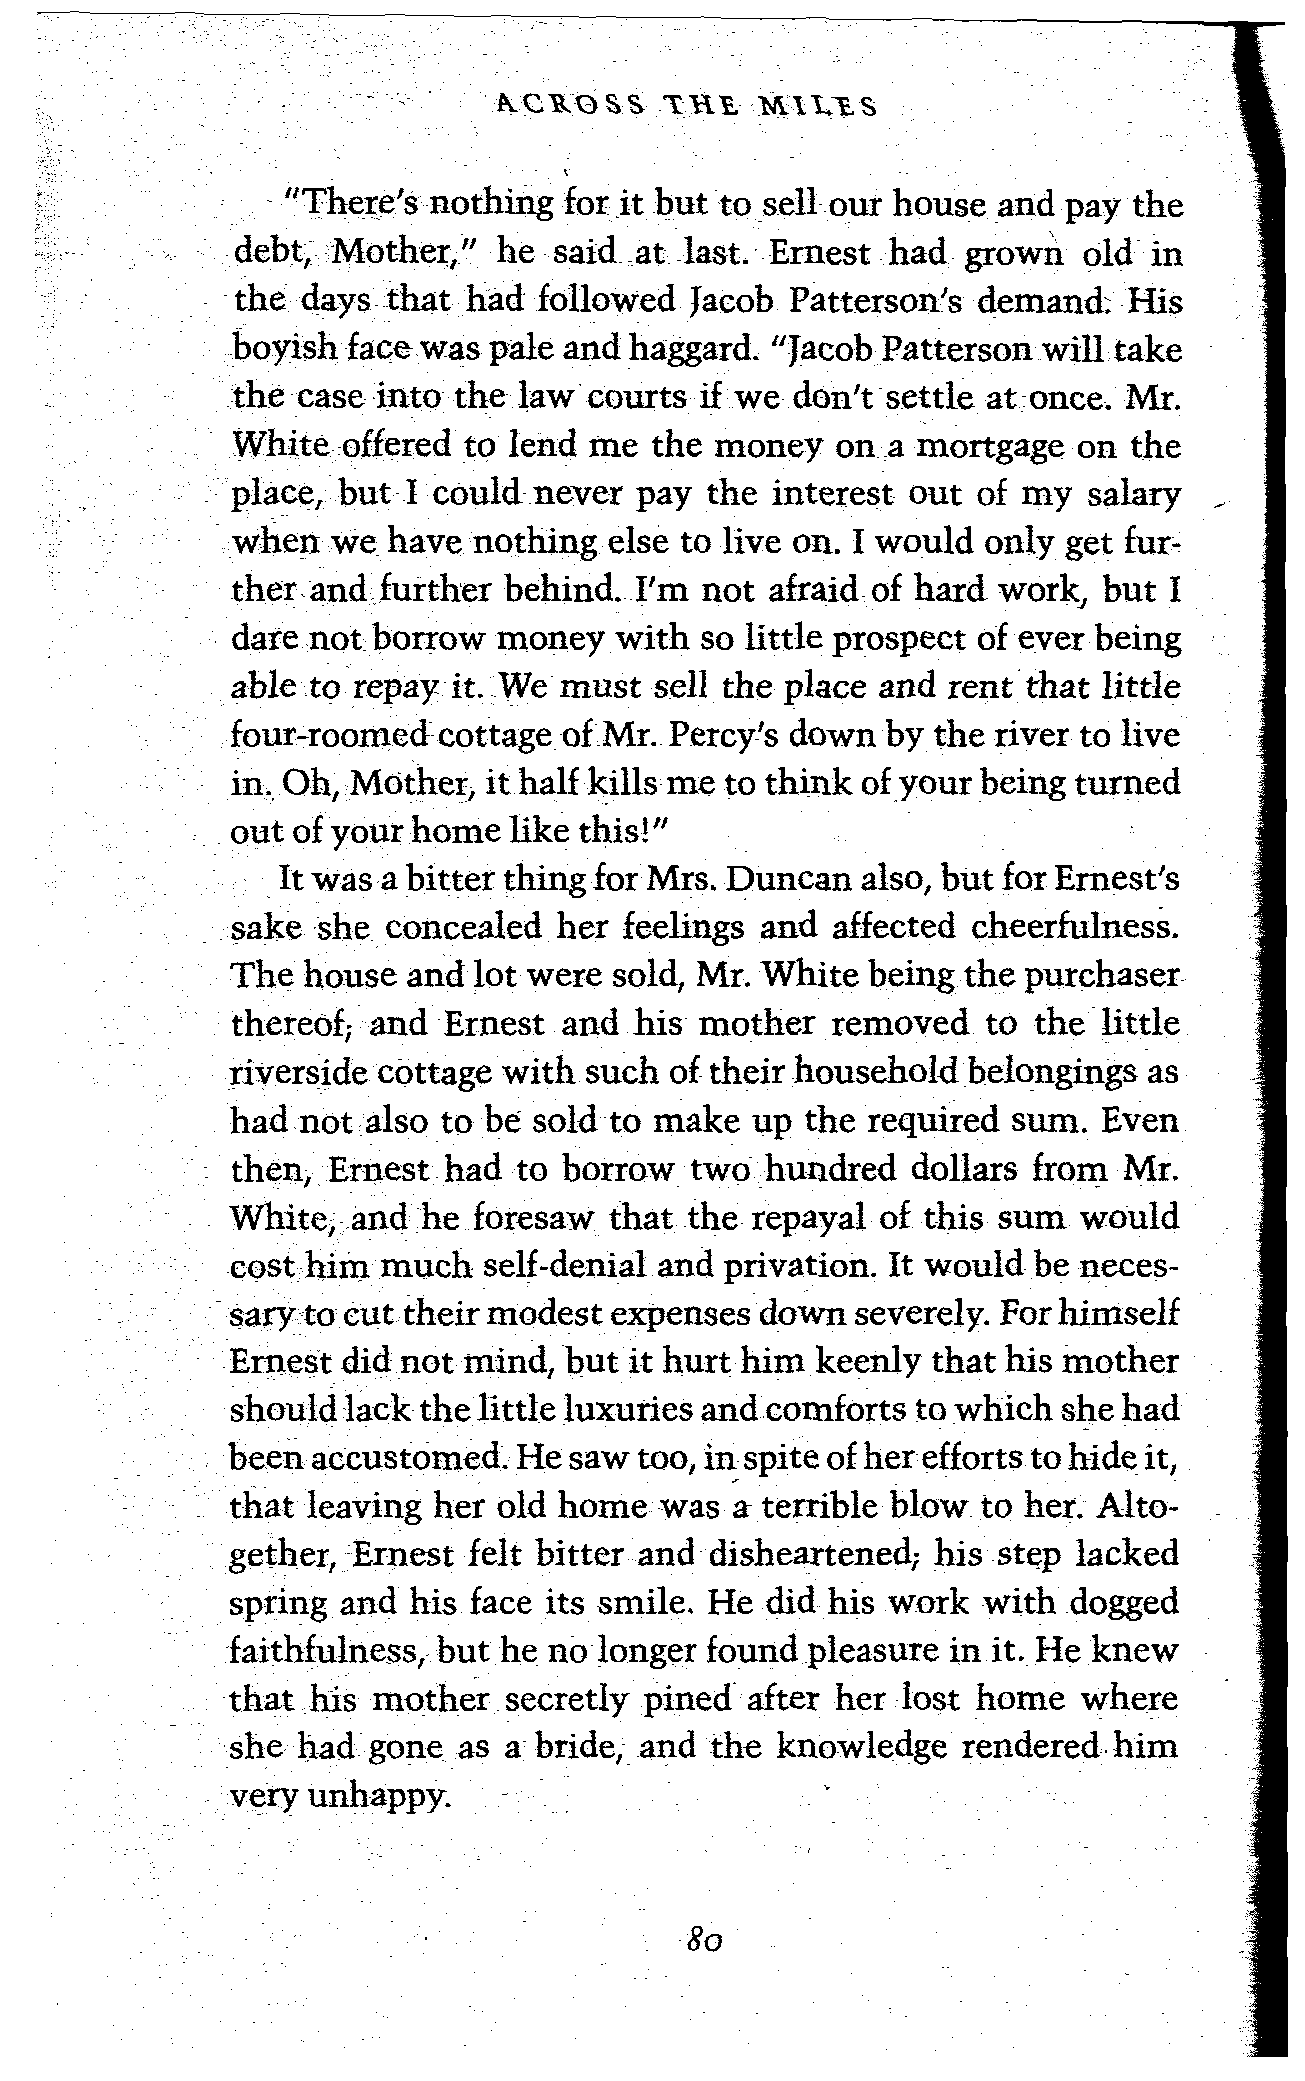 ACROSS THE MILES
"There's nothing for it but to sell our house and pay the
debt, Mother," he said at last. Ernest had grown old in
the days that had followed Jacob Patterson's demand. His
boyish face was pale and haggard. "Jacob Patterson will take
the case into the law courts if we don't settle at once. Mr.
White offered to lend me the money on a mortgage on the
place, but I could never pay the interest out of my salary
when we have nothing else to live on. I would only get fur-
ther and further behind. I'm not afraid of hard work, but I
dare not borrow money with so little prospect of ever being
able to repay it. We must sell the place and rent that little
four-roomed cottage of Mr. Percy's down by the river to live
in. Oh, Mother, it half kills me to think of your being turned
out of your home like this!"
It was a bitter thing for Mrs. Duncan also, but for Ernest's
sake she concealed her feelings and affected cheerfulness.
The house and lot were sold, Mr. White being the purchaser
thereof; and Ernest and his mother removed to the little
riverside cottage with such of their household belongings as
had not also to be sold to make up the required sum. Even
then, Ernest had to borrow two hundred dollars from Mr.
White, and he foresaw that the repayal of this sum would
cost him much self-denial and privation. It would be neces-
sary to cut their modest expenses down severely. For himself
Ernest did not mind, but it hurt him keenly that his mother
should lack the little luxuries and comforts to which she had
been accustomed. He saw too, in spite of her efforts to hide it,
that leaving her old home was a terrible blow to her. Alto-
gether, Ernest felt bitter and disheartened; his step lacked
spring and his face its smile. He did his work with dogged
faithfulness, but he no longer found pleasure in it. He knew
that his mother secretly pined after her lost home where
she had gone as a bride, and the knowledge rendered him
very unhappy.
80